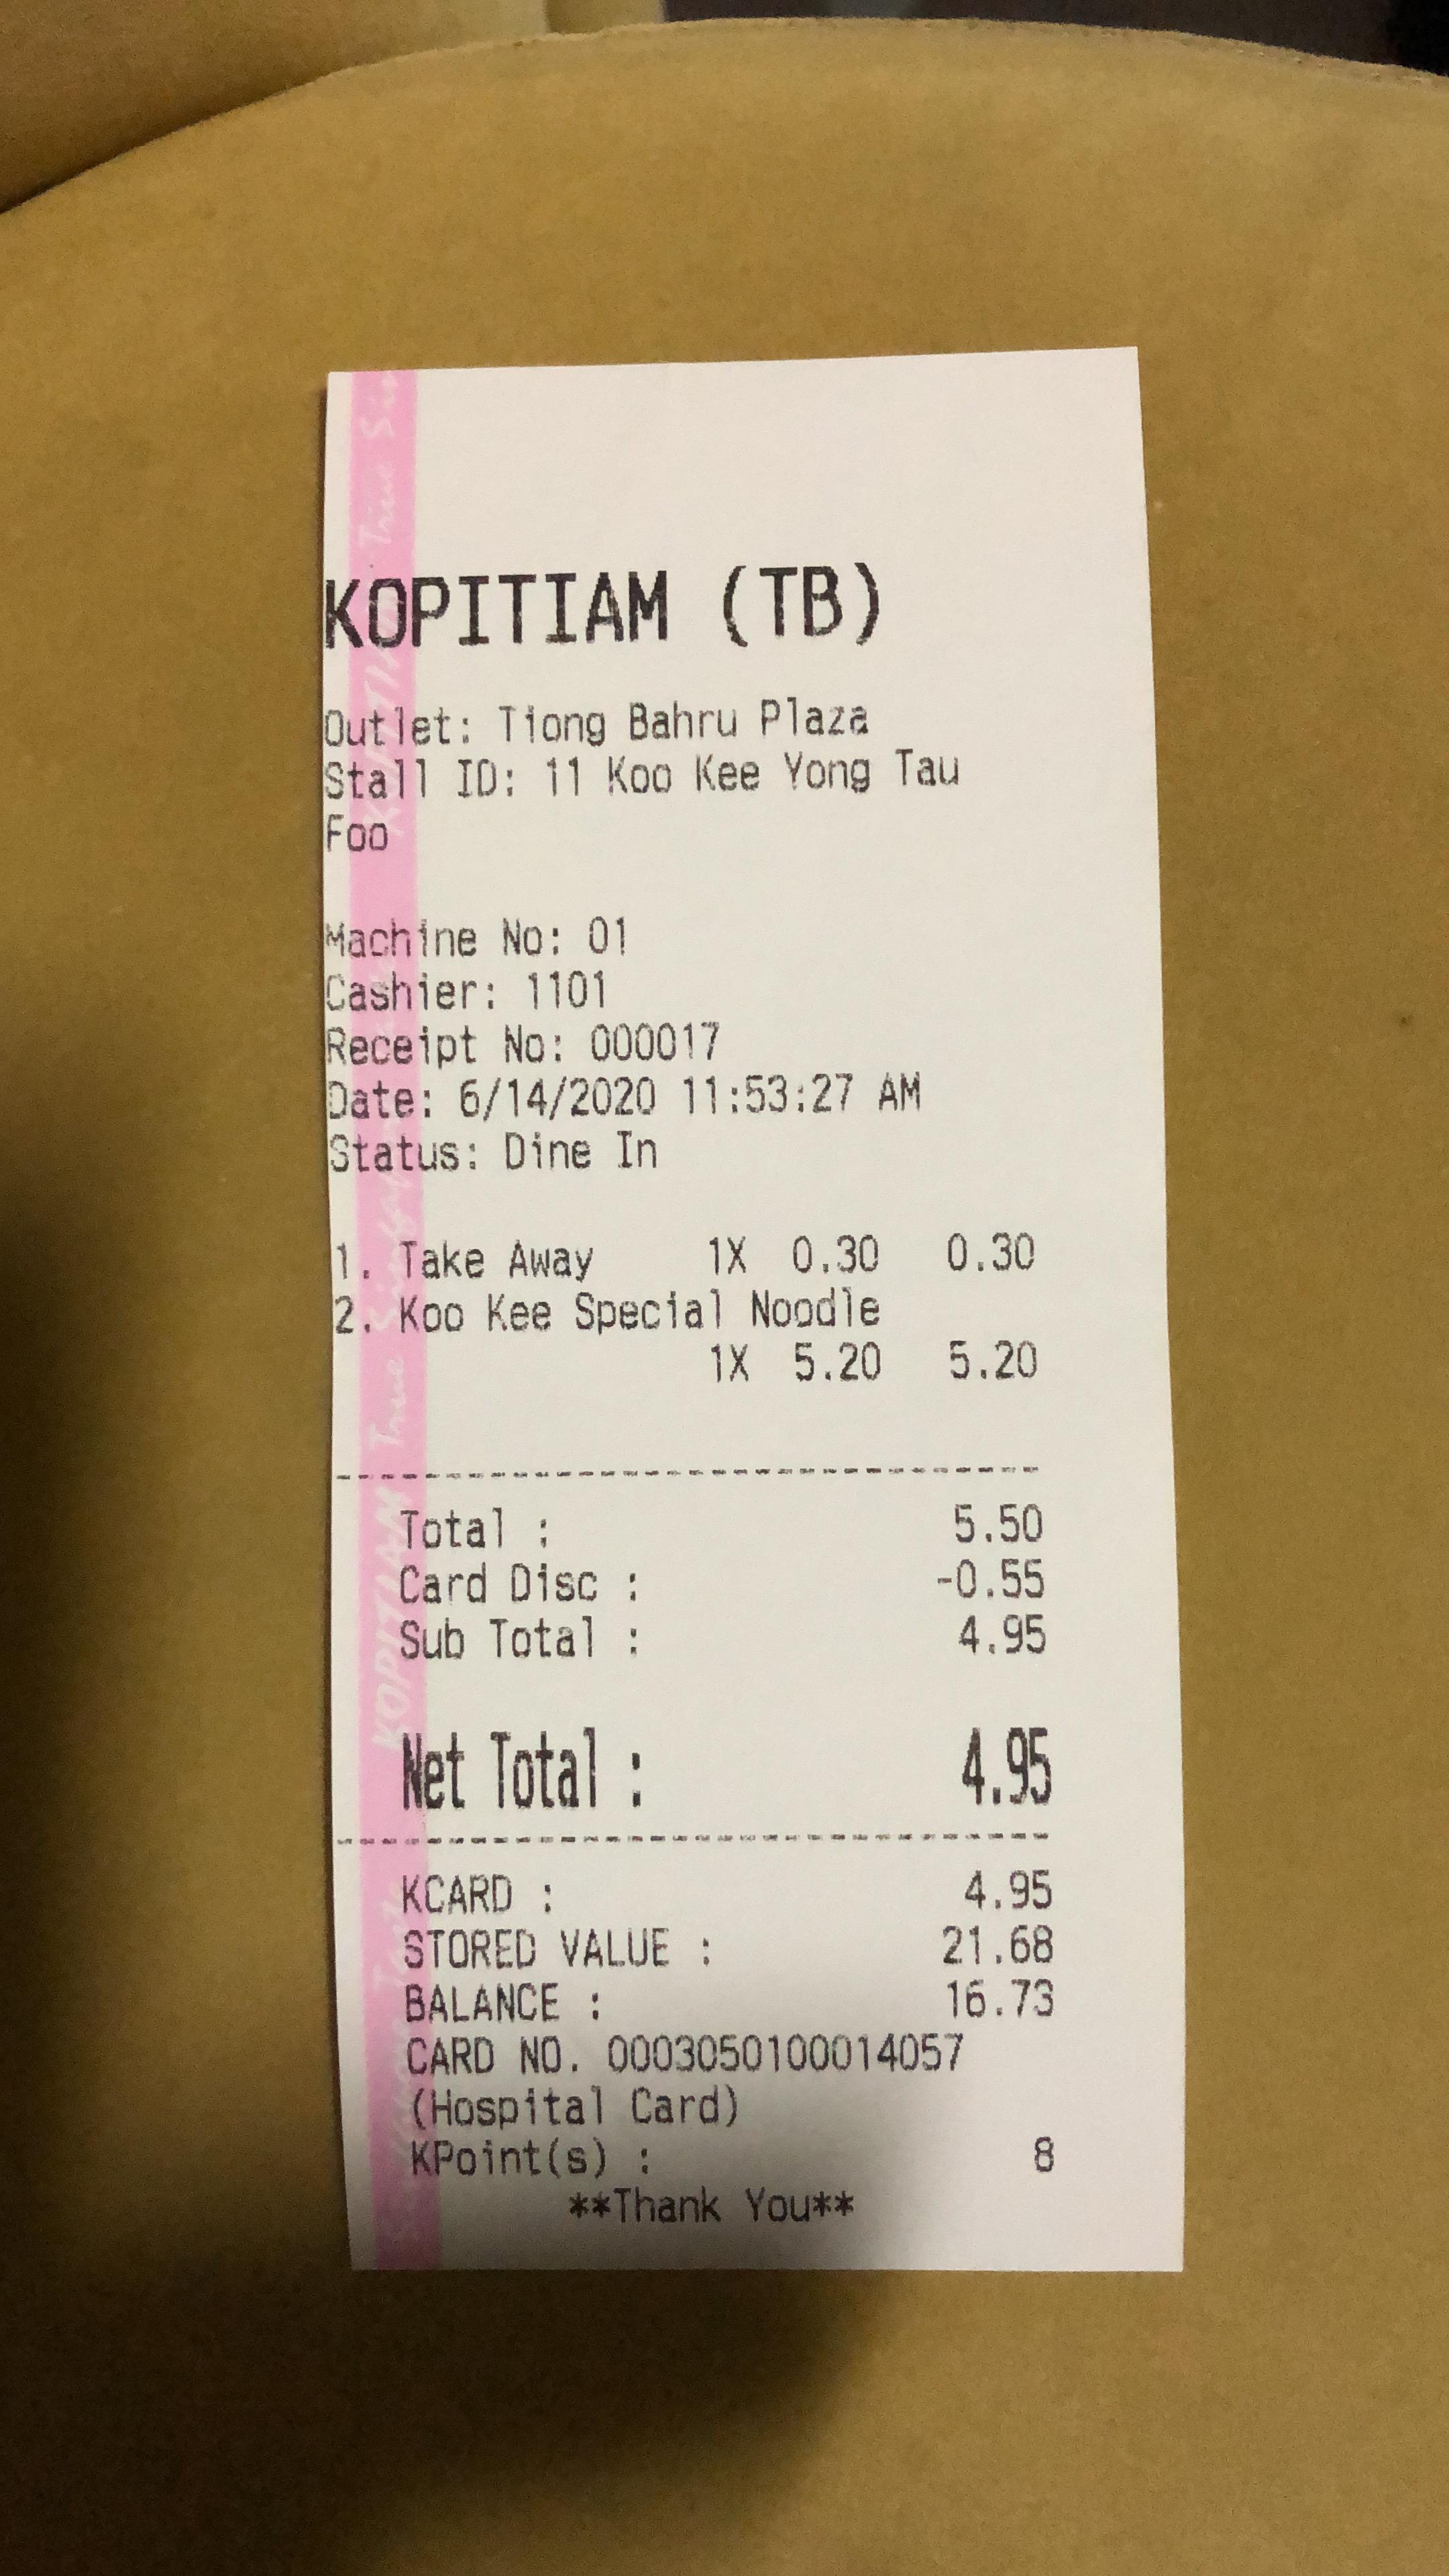 KOPITIAM (TB)
Outlet: Tiong Bahru Plaza
Stall ID: 11 Koo Kee Yong Tau
Foo
Machine No: 01
Cashier: 1101
Receipt No: 000017
Date: 6/14/2020 11:53:27 AM
Status: Dine In
1. Take Away 1X 0.30 0.30
2. Koo Kee Special Noodle
1X 5.20 5.20
Total : 5.50
Card Disc : -0.55
Sub Total : 4.95
Net Total : 4.95
KCARD : 4.95
STORED VALUE : 21.68
BALANCE : 16.73
CARD NO. 0003050100014057
(Hospital Card)
KPoint(s) : 8
**Thank You**
KOPITIAM True